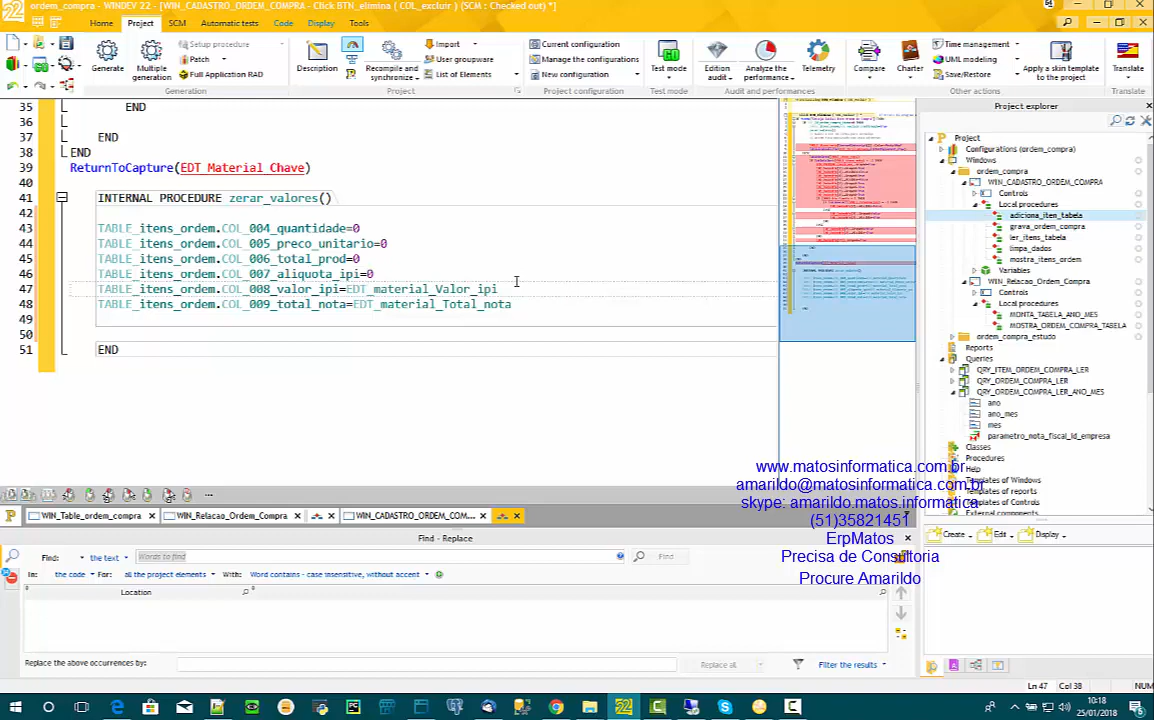 ordem_compra - WINDEV 22 - [WIN_CADASTRO_ORDEM_COMPRA - Click BTN_elimina ( COL_excluir ) (SCM : Checked out) *]
Home Project SCM Automatic tests Code Display Tools
Generate
Multiple generation
Setup procedure
Patch
Full Application RAD
Generation
Description
Recompile and synchronize
Import
User groupware
List of Elements
Project
Current configuration
Manage the configurations
New configuration
Project configuration
Test mode
Test mode
Edition audit
Analyze the performance
Telemetry
Audit and performances
Compare
Charter
Time management
UML modeling
Save/Restore
Apply a skin template to the project
Other actions
Translate
Translate
35 END
36
37 END
38 END
39 ReturnToCapture(EDT_Material_Chave)
40
41 INTERNAL PROCEDURE zerar_valores()
42
43 TABLE_itens_ordem.COL_004_quantidade=0
44 TABLE_itens_ordem.COL_005_preco_unitario=0
45 TABLE_itens_ordem.COL_006_total_prod=0
46 TABLE_itens_ordem.COL_007_aliquota_ipi=0
47 TABLE_itens_ordem.COL_008_valor_ipi=EDT_material_Valor_ipi
48 TABLE_itens_ordem.COL_009_total_nota=EDT_material_Total_nota
49
50
51 END
Project explorer
Project
Configurations (ordem_compra)
Windows
ordem_compra
WIN_CADASTRO_ORDEM_COMPRA
Controls
Local procedures
adiciona_item_tabela
grava_ordem_compra
ler_itens_tabela
limpa_dados
mostra_itens_ordem
Variables
WIN_Relacao_Ordem_Compra
Controls
Local procedures
MONTA_TABELA_ANO_MES
MOSTRA_ORDEM_COMPRA_TABELA
ordem_compra_estudo
Reports
Queries
QRY_ITEM_ORDEM_COMPRA_LER
QRY_ORDEM_COMPRA_LER
QRY_ORDEM_COMPRA_LER_ANO_MES
ano
ano_mes
mes
parametro_nota_fiscal_id_empresa
Classes
Procedures
Help
Templates of Windows
Templates of reports
Templates of Controls
External components
www.matosinformatica.com.br
amarildo@matosinformatica.com.br
skype: amarildo.matos.informatica
(51)35821451
ErpMatos
Precisa de Consultoria
Procure Amarildo
WIN_Table_ordem_compra
WIN_Relacao_Ordem_Compra
WIN_CADASTRO_ORDEM_COM...
Create Edit Display
Find - Replace
Find: the text Words to find Find
In: the code For: all the project elements With: Word contains - case insensitive, without accent
Location
Replace the above occurrences by: Replace all Filter the results
Ln 47 Col 38 NUM
10:18
25/01/2018